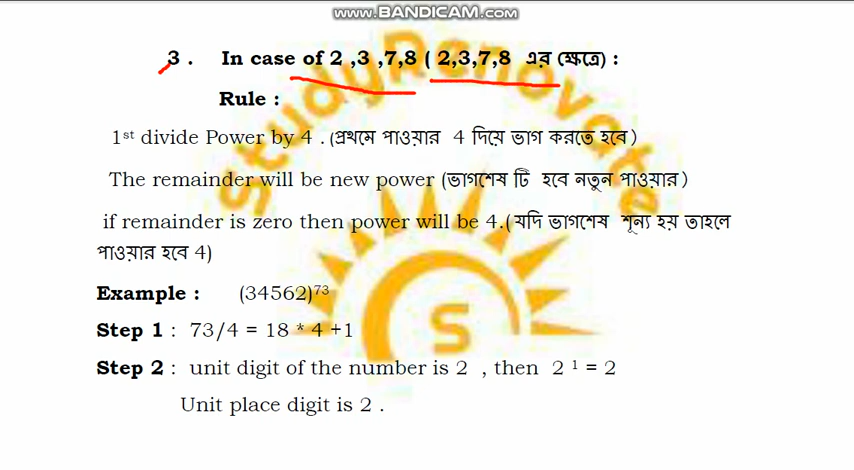 www.BANDICAM.com
3 . In case of 2 ,3 ,7,8 ( 2,3,7,8 এর ক্ষেত্রে) :
Rule :
1st divide Power by 4 . (প্রথমে পাওয়ার 4 দিয়ে ভাগ করতে হবে )
The remainder will be new power (ভাগশেষ টি হবে নতুন পাওয়ার )
if remainder is zero then power will be 4.( যদি ভাগশেষ শূন্য হয় তাহলে
পাওয়ার হবে 4)
Example : (34562)73
Step 1 : 73/4 = 18 * 4 +1
Step 2 : unit digit of the number is 2 , then 2 1 = 2
Unit place digit is 2 .
StudyRenovate
S